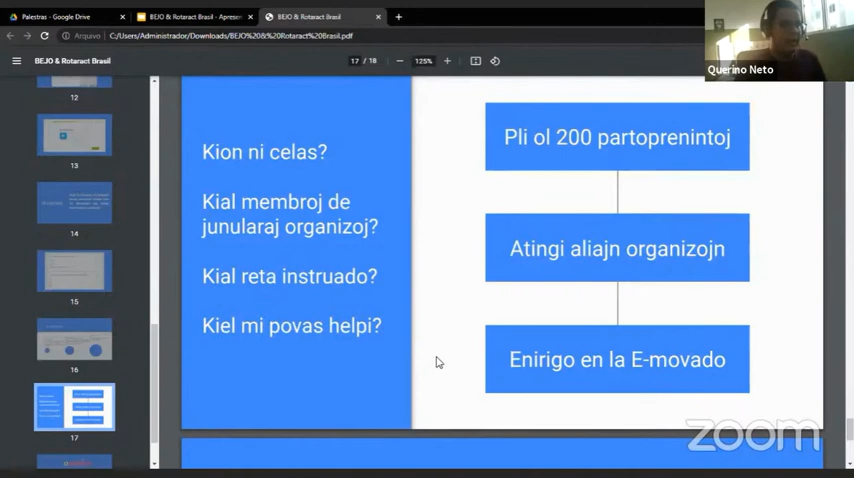 Palestras - Google Drive
BEJO & Rotaract Brasil - Apresen
BEJO & Rotaract Brasil
Arquivo
C:/Users/Administrador/Downloads/BEJO%20&%20Rotaract%20Brasil.pdf
BEJO & Rotaract Brasil
17 / 18
125%
Querino Neto
12
13
14
15
16
17
Kion ni celas?
Kial membroj de
junularaj organizoj?
Kial reta instruado?
Kiel mi povas helpi?
Pli ol 200 partoprenintoj
Atingi aliajn organizojn
Enirigo en la E-movado
zoom